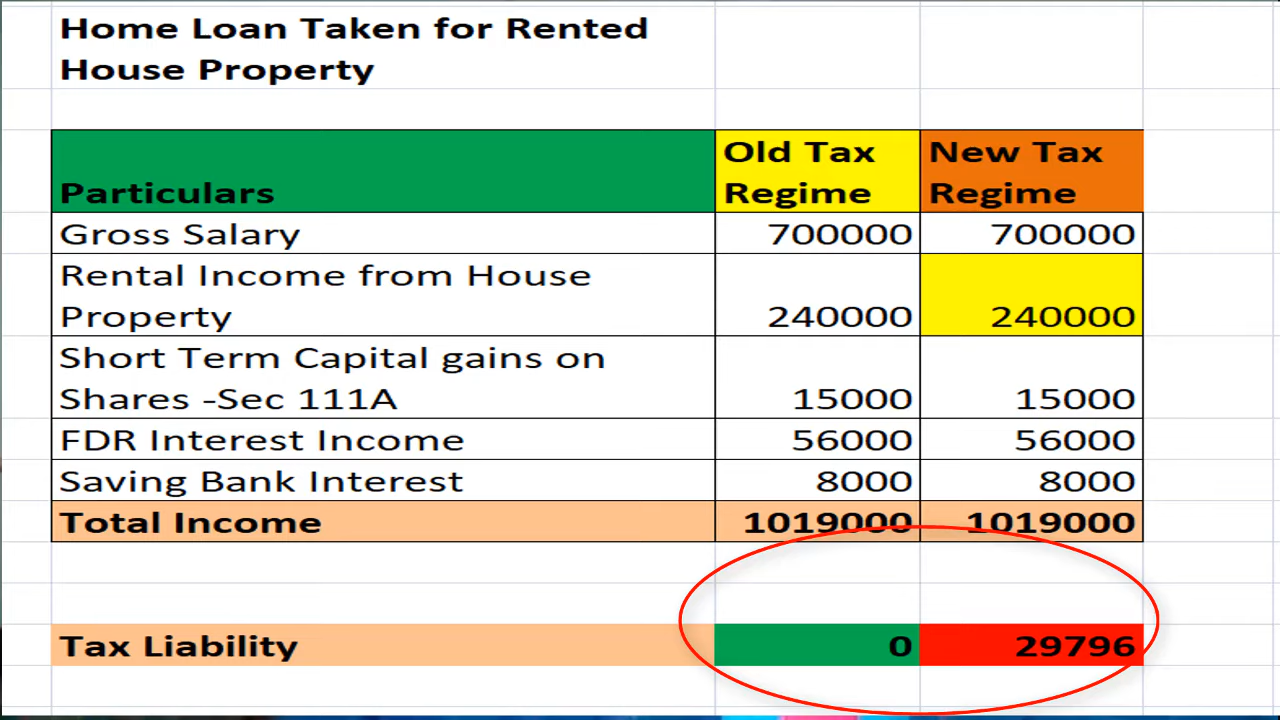 Home Loan Taken for Rented
House Property
Particulars Old Tax Regime New Tax Regime
Gross Salary 700000 700000
Rental Income from House
Property 240000 240000
Short Term Capital gains on
Shares -Sec 111A 15000 15000
FDR Interest Income 56000 56000
Saving Bank Interest 8000 8000
Total Income 1019000 1019000
Tax Liability 0 29796